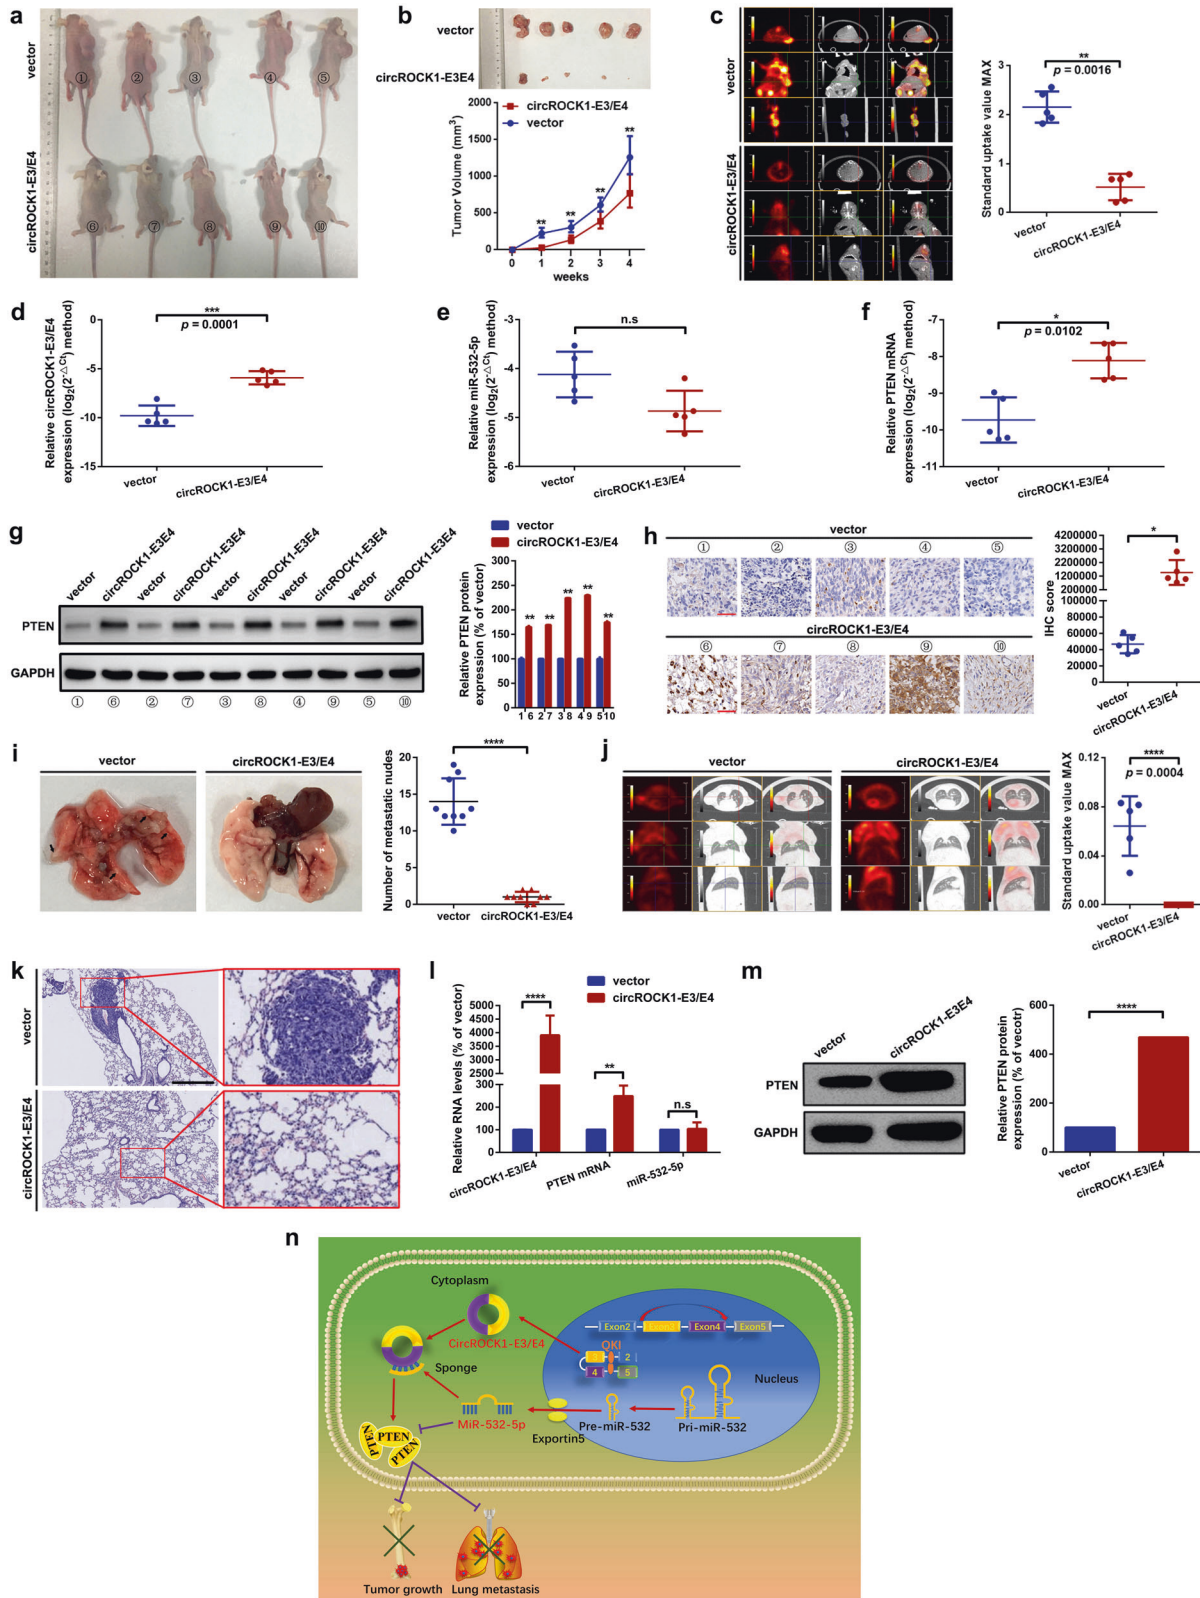 a
vector
circROCK1-E3/E4
① ② ③ ④ ⑤
⑥ ⑦ ⑧ ⑨ ⑩
b
vector
circROCK1-E3E4
circROCK1-E3/E4
vector
Tumor Volume (mm³)
2000
1500
1000
500
0
** ** ** **
0 1 2 3 4
weeks
c
vector
circROCK1-E3/E4
Standard uptake value MAX
3
2
1
0
**
p = 0.0016
vector
circROCK1-E3/E4
d
Relative circROCK1-E3/E4
expression (log₂(2⁻△Ct) method)
0
-5
-10
-15
***
p = 0.0001
vector
circROCK1-E3/E4
e
Relative miR-532-5p
expression (log₂(2⁻△Ct) method)
-3
-4
-5
-6
n.s
vector
circROCK1-E3/E4
f
Relative PTEN mRNA
expression (log₂(2⁻△Ct) method)
-7
-8
-9
-10
-11
*
p = 0.0102
vector
circROCK1-E3/E4
g
vector circROCK1-E3E4 vector circROCK1-E3/E4 vector circROCK1-E3E4 vector circROCK1-E3/E4 vector circROCK1-E3E4
PTEN
GAPDH
① ⑥ ② ⑦ ③ ⑧ ④ ⑨ ⑤ ⑩
vector
circROCK1-E3/E4
Relative PTEN protein
expression (% of vector)
300
250
200
150
100
50
0
** ** ** ** **
1 6 2 7 3 8 4 9 5 10
h
vector
① ② ③ ④ ⑤
circROCK1-E3/E4
⑥ ⑦ ⑧ ⑨ ⑩
IHC score
4200000
3200000
2200000
1200000
200000
100000
80000
60000
40000
20000
0
*
vector
circROCK1-E3/E4
i
vector
circROCK1-E3/E4
Number of metastatic nudes
20
15
10
5
0
****
vector
circROCK1-E3/E4
j
vector
circROCK1-E3/E4
Standard uptake value MAX
0.12
0.08
0.04
0.00
****
p = 0.0004
vector
circROCK1-E3/E4
k
vector
circROCK1-E3/E4
l
vector
circROCK1-E3/E4
Relative RNA levels (% of vector)
5000
4500
4000
3500
3000
2500
300
200
100
0
****
**
n.s
circROCK1-E3/E4
PTEN mRNA
miR-532-5p
m
vector
circROCK1-E3E4
PTEN
GAPDH
Relative PTEN protein
expression (% of vecotr)
600
400
200
0
****
vector
circROCK1-E3/E4
n
Cytoplasm
CircROCK1-E3/E4
Sponge
MiR-532-5p
Exportin5
Pre-miR-532
Pri-miR-532
Nucleus
Exon2 Exon3 Exon4 Exon5
QKI
3 2
4 5
PTEN
PTEN
PTEN
Tumor growth
Lung metastasis